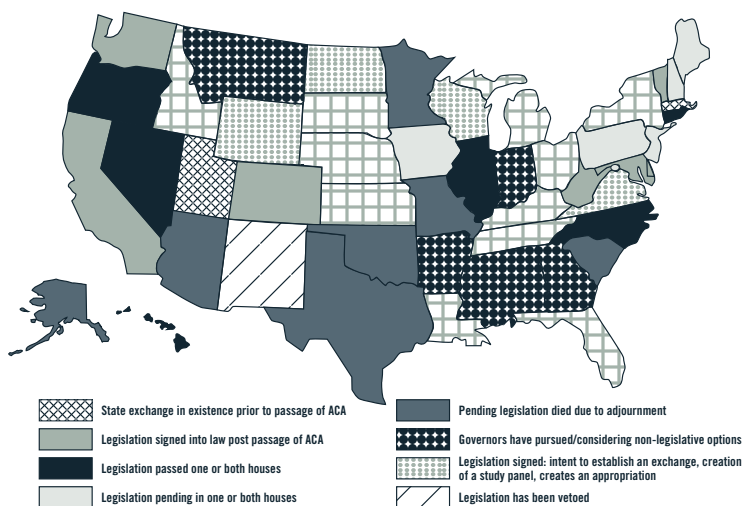 State exchange in existence prior to passage of ACA
Legislation signed into law post passage of ACA
Legislation passed one or both houses
Legislation pending in one or both houses
Pending legislation died due to adjournment
Governors have pursued/considering non-legislative options
Legislation signed: intent to establish an exchange, creation
of a study panel, creates an appropriation
Legislation has been vetoed